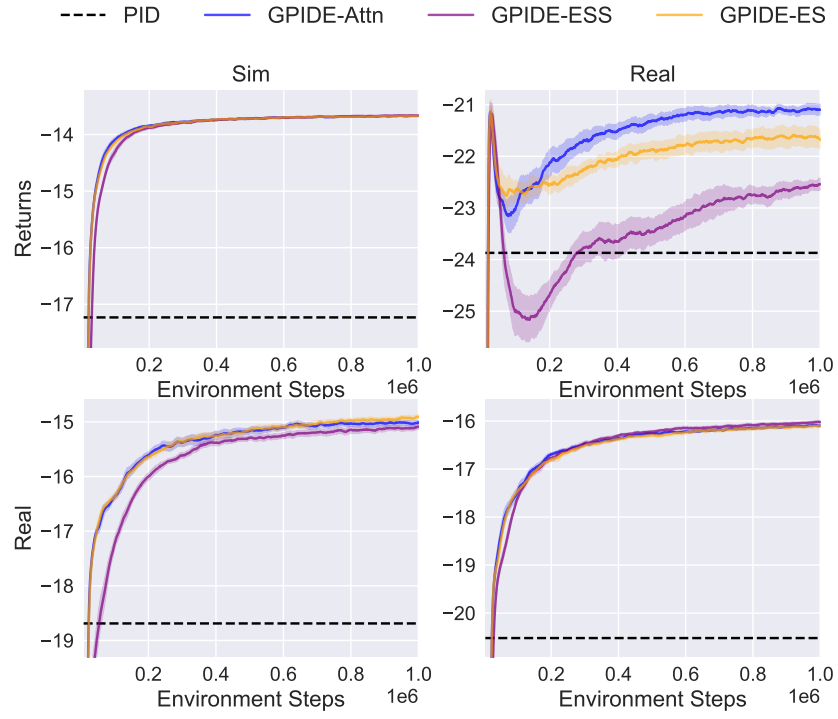 PID GPIDE-Attn GPIDE-ESS GPIDE-ES
Sim Real
Returns
−14
−15
−16
−17
0.2 0.4 0.6 0.8 1.0
Environment Steps 1e6
−21
−22
−23
−24
−25
0.2 0.4 0.6 0.8 1.0
Environment Steps 1e6
Real
−15
−16
−17
−18
−19
0.2 0.4 0.6 0.8 1.0
Environment Steps 1e6
−16
−17
−18
−19
−20
0.2 0.4 0.6 0.8 1.0
Environment Steps 1e6